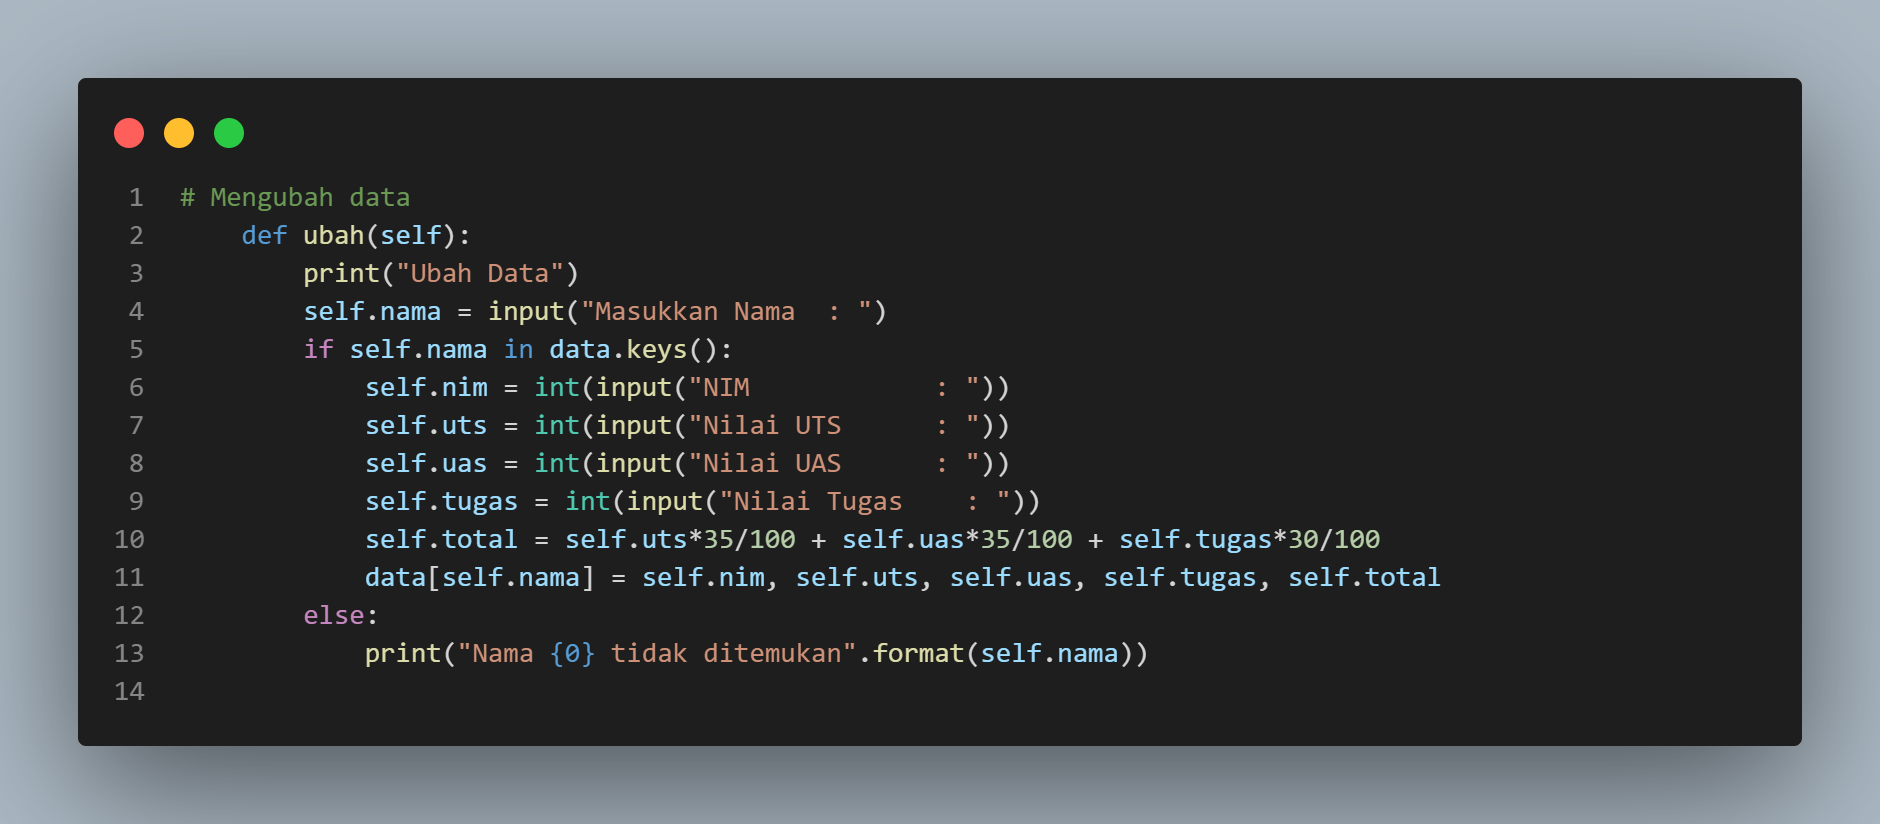 1 # Mengubah data
2     def ubah(self):
3         print("Ubah Data")
4         self.nama = input("Masukkan Nama  : ")
5         if self.nama in data.keys():
6             self.nim = int(input("NIM            : "))
7             self.uts = int(input("Nilai UTS      : "))
8             self.uas = int(input("Nilai UAS      : "))
9             self.tugas = int(input("Nilai Tugas    : "))
10             self.total = self.uts*35/100 + self.uas*35/100 + self.tugas*30/100
11             data[self.nama] = self.nim, self.uts, self.uas, self.tugas, self.total
12         else:
13             print("Nama {0} tidak ditemukan".format(self.nama))
14